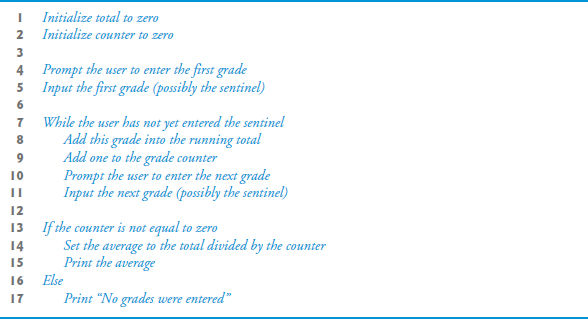 1 Initialize total to zero
2 Initialize counter to zero
3
4 Prompt the user to enter the first grade
5 Input the first grade (possibly the sentinel)
6
7 While the user has not yet entered the sentinel
8 Add this grade into the running total
9 Add one to the grade counter
10 Prompt the user to enter the next grade
11 Input the next grade (possibly the sentinel)
12
13 If the counter is not equal to zero
14 Set the average to the total divided by the counter
15 Print the average
16 Else
17 Print “No grades were entered”